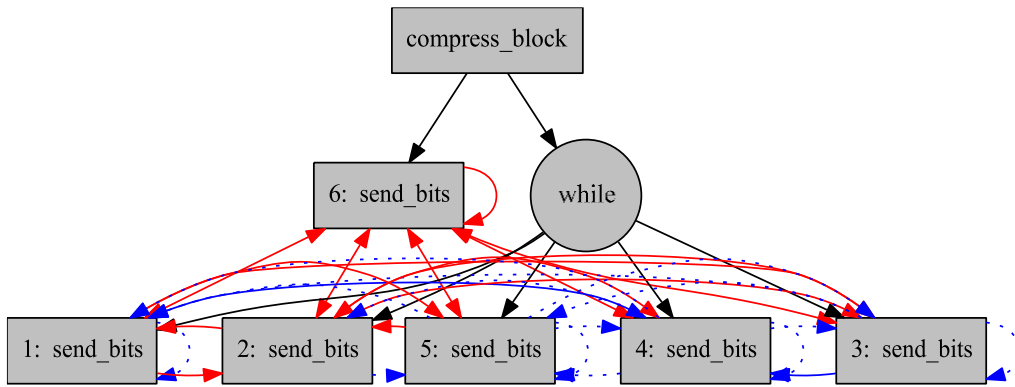 compress_block
6: send_bits
while
1: send_bits
2: send_bits
5: send_bits
4: send_bits
3: send_bits